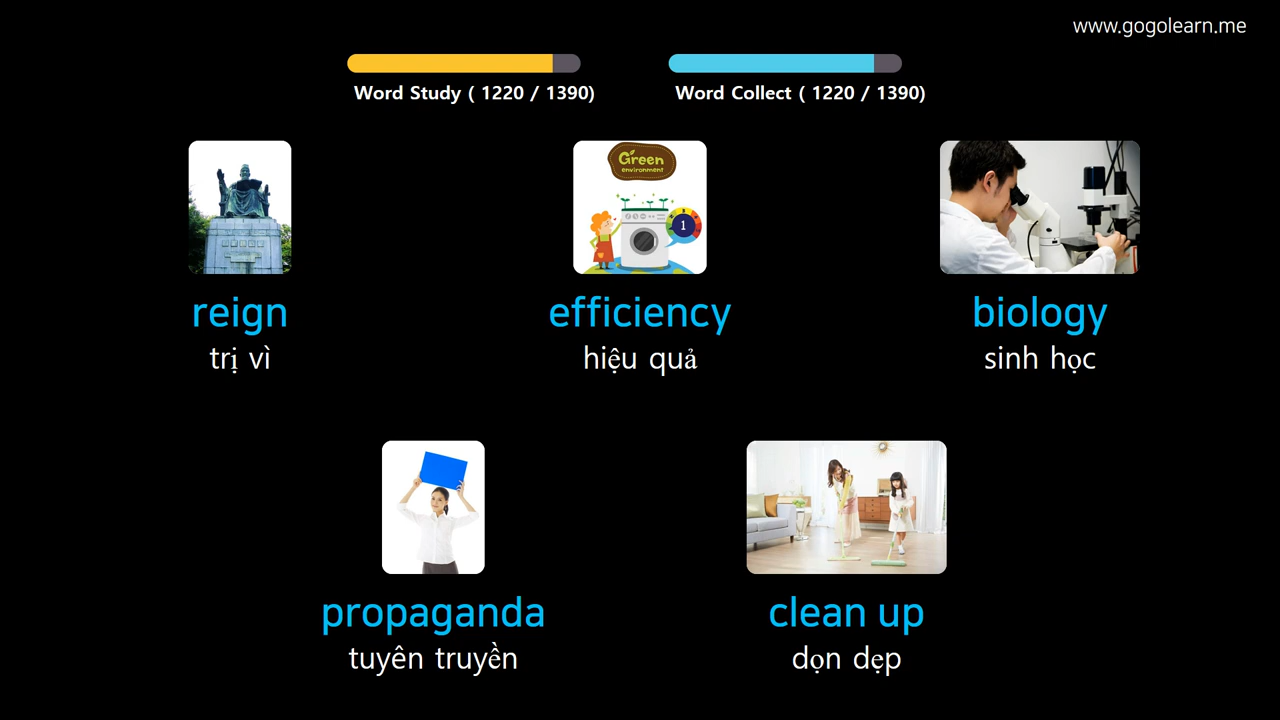 www.gogolearn.me
Word Study ( 1220 / 1390)
Word Collect ( 1220 / 1390)
Green
environment
1
reign
trị vì
efficiency
hiệu quả
biology
sinh học
propaganda
tuyên truyền
clean up
dọn dẹp